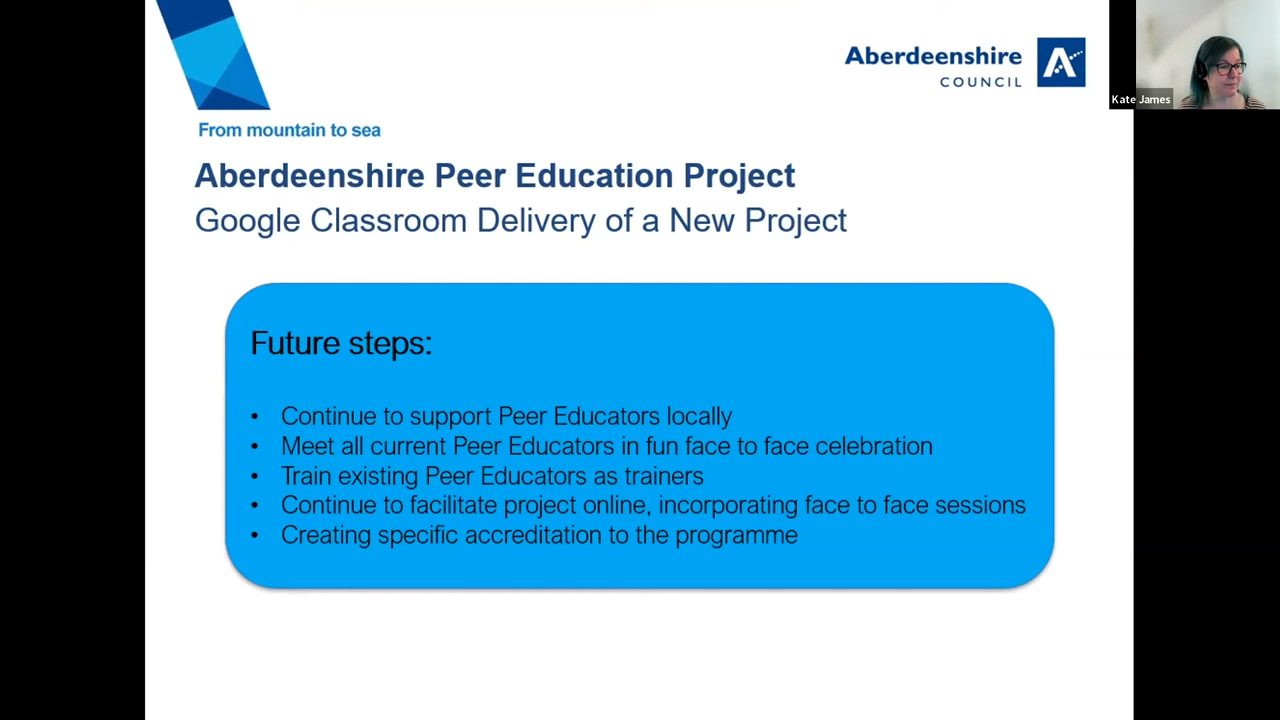 Aberdeenshire
COUNCIL
Kate James
From mountain to sea
Aberdeenshire Peer Education Project
Google Classroom Delivery of a New Project
Future steps:
• Continue to support Peer Educators locally
• Meet all current Peer Educators in fun face to face celebration
• Train existing Peer Educators as trainers
• Continue to facilitate project online, incorporating face to face sessions
• Creating specific accreditation to the programme